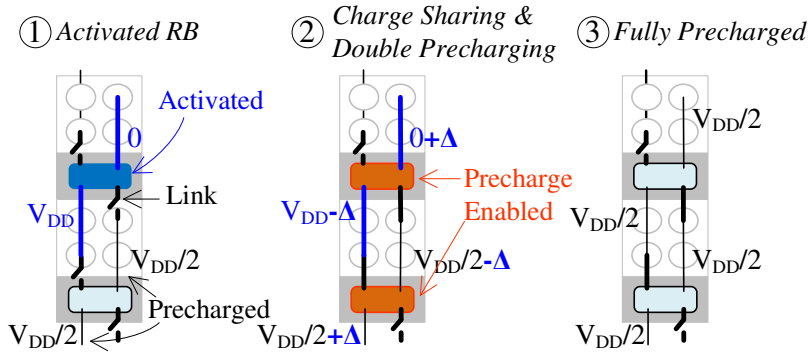 ① Activated RB
Activated
0
Link
V_DD
V_DD/2
Precharged
V_DD/2
② Charge Sharing &
Double Precharging
0+Δ
Precharge
Enabled
V_DD-Δ
V_DD/2-Δ
V_DD/2+Δ
③ Fully Precharged
V_DD/2
V_DD/2
V_DD/2
V_DD/2